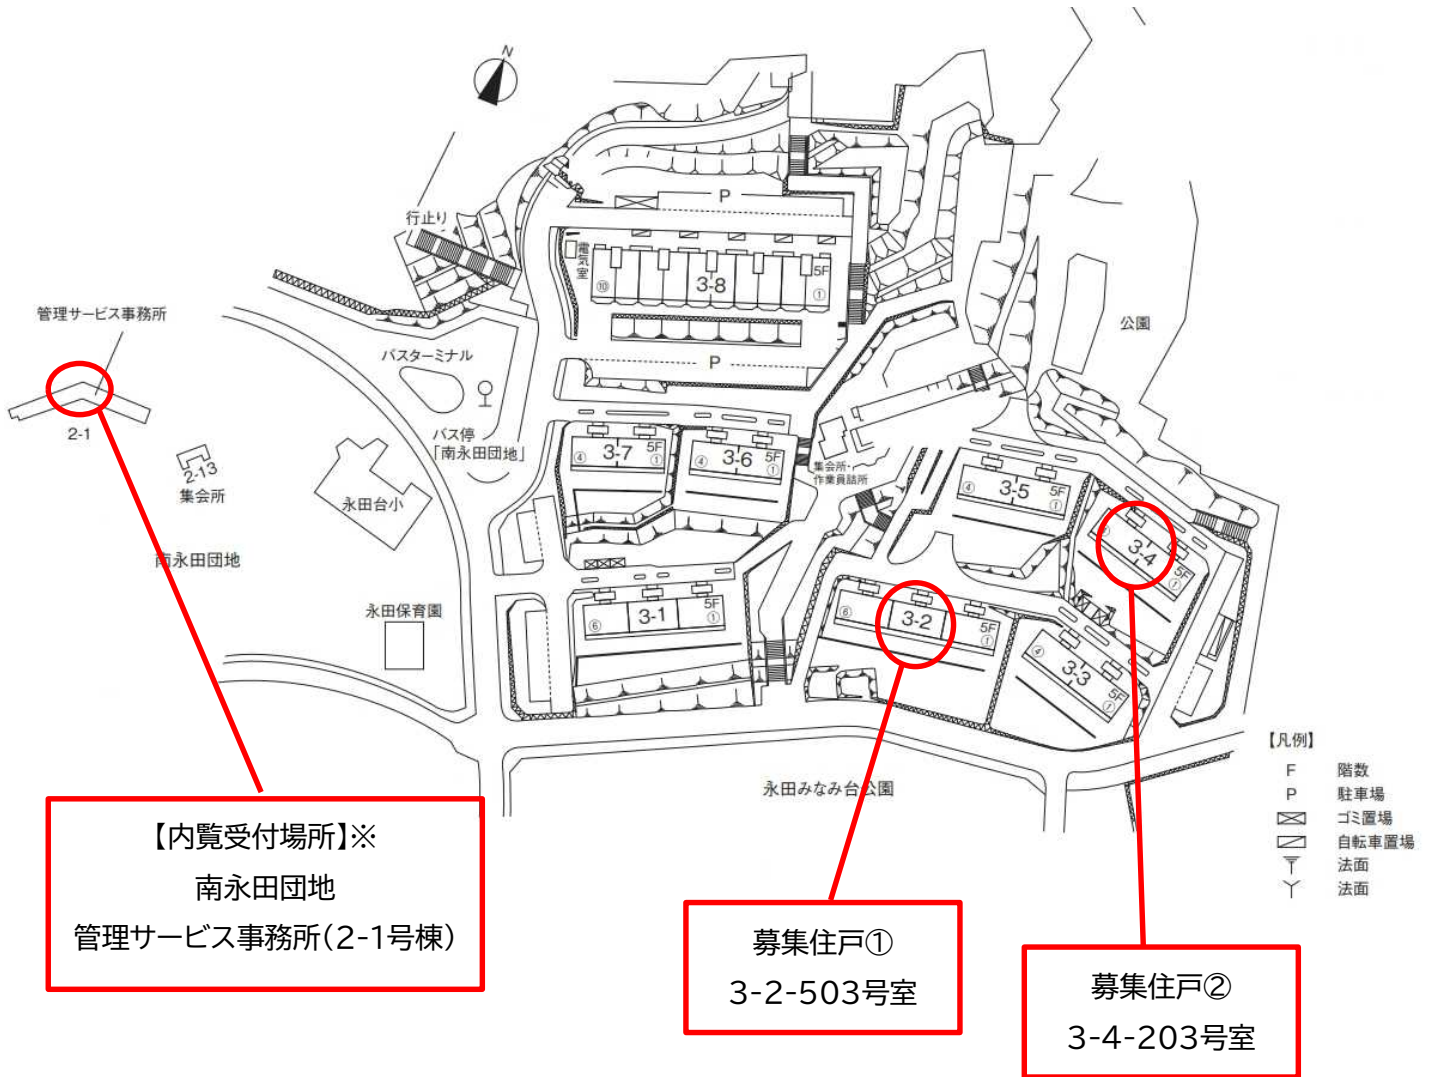 N
行止り
P
電気室
⑩
3-8
5F
①
公園
管理サービス事務所
バスターミナル
P
2-1
バス停
「南永田団地」
④
3-7
5F
①
④
3-6
5F
①
集会所・
作業員詰所
④
3-5
5F
①
2-13
集会所
永田台小
3-4
5F
①
南永田団地
永田保育園
⑥
3-1
5F
①
⑥
3-2
5F
①
④
3-3
5F
①
永田みなみ台公園
【凡例】
F 階数
P 駐車場
ゴミ置場
自転車置場
法面
法面
【内覧受付場所】※
南永田団地
管理サービス事務所(2-1号棟)
募集住戸①
3-2-503号室
募集住戸②
3-4-203号室